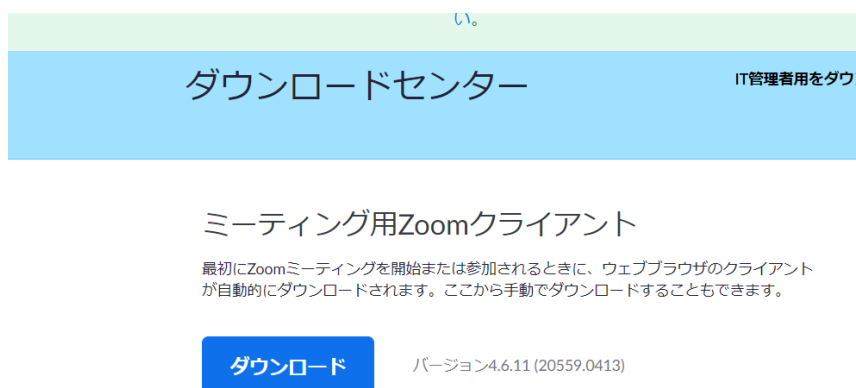 い。
ダウンロードセンター
IT管理者用をダウ
ミーティング用Zoomクライアント
最初にZoomミーティングを開始または参加されるときに、ウェブブラウザのクライアント
が自動的にダウンロードされます。ここから手動でダウンロードすることもできます。
ダウンロード
バージョン4.6.11 (20559.0413)